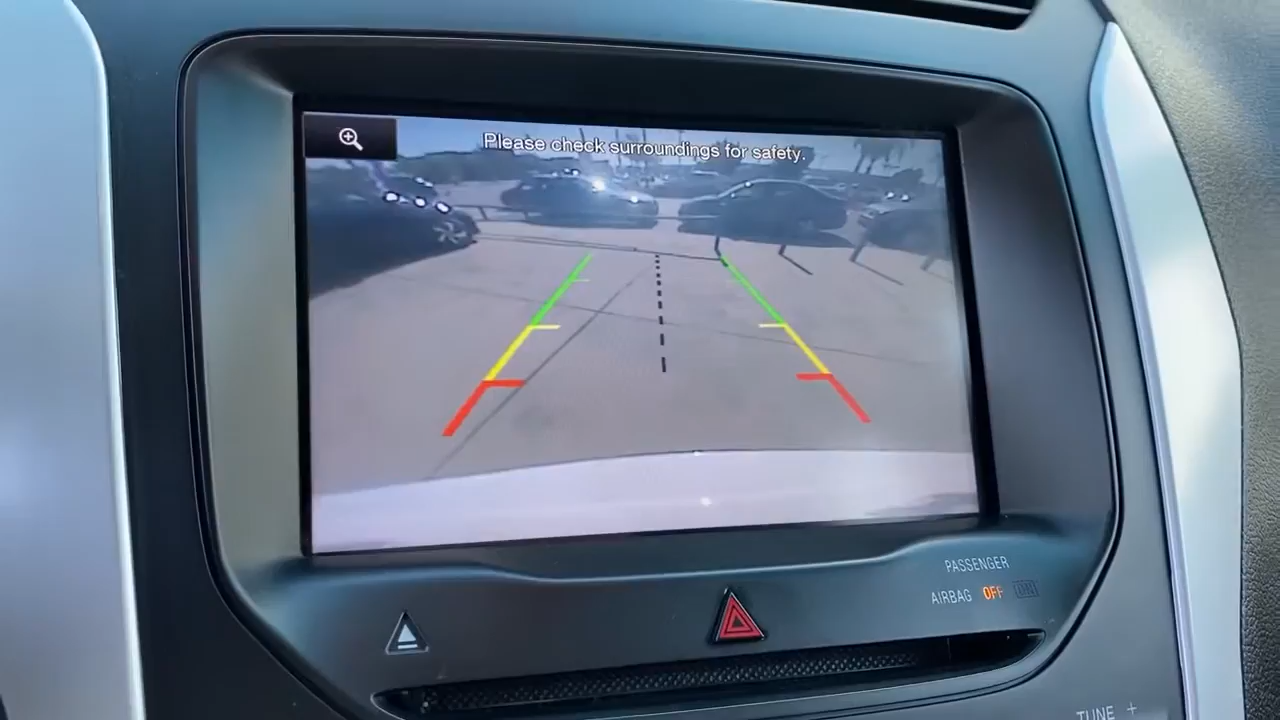 Please check surroundings for safety.
PASSENGER
AIRBAG OFF ON
TUNE +